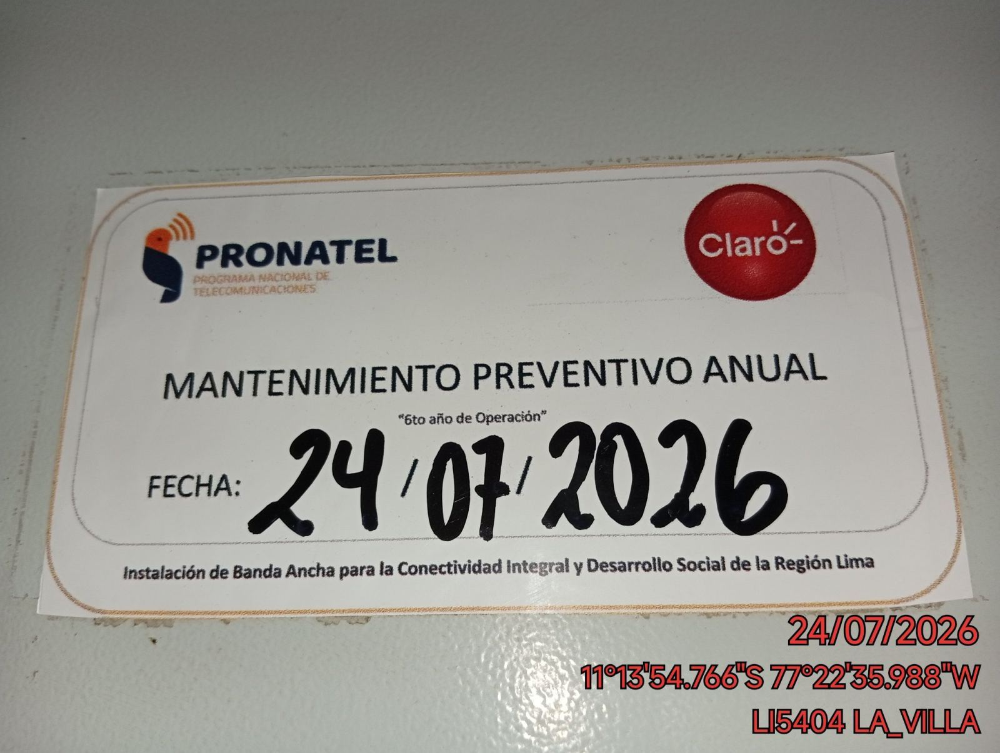 PRONATEL
PROGRAMA NACIONAL DE
TELECOMUNICACIONES
Claro
MANTENIMIENTO PREVENTIVO ANUAL
"6to año de Operación"
FECHA: 24/07/2026
Instalación de Banda Ancha para la Conectividad Integral y Desarrollo Social de la Región Lima
24/07/2026
11°13'54.766"S 77°22'35.988"W
LI5404 LA_VILLA